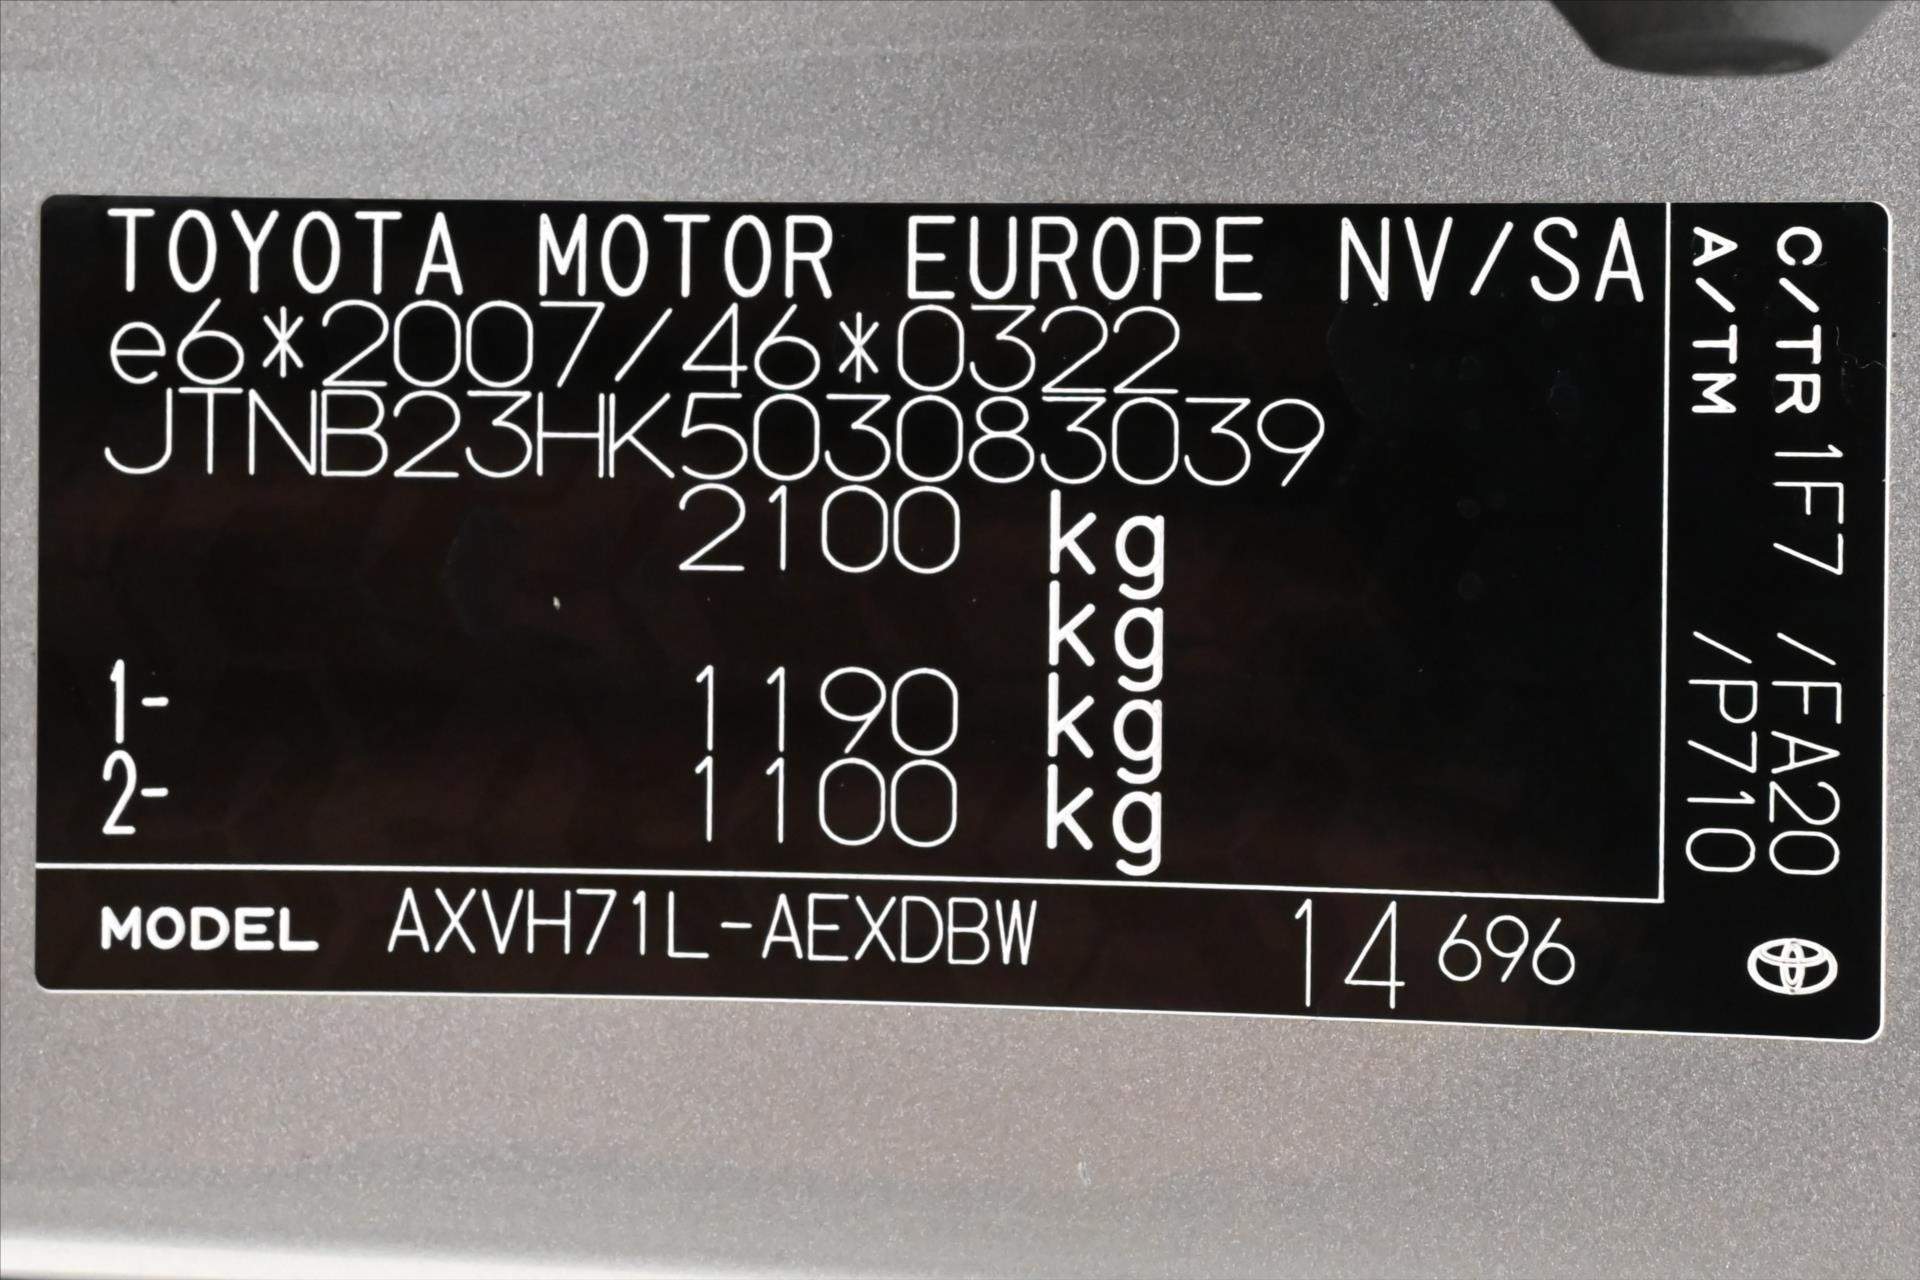 TOYOTA MOTOR EUROPE NV/SA
e6*2007/46*0322
JTNB23HK503083039
2100 kg
kg
1- 1190 kg
2- 1100 kg
MODEL AXVH71L-AEXDBW 14 696
C/TR 1F7 /FA20
A/TM /P710